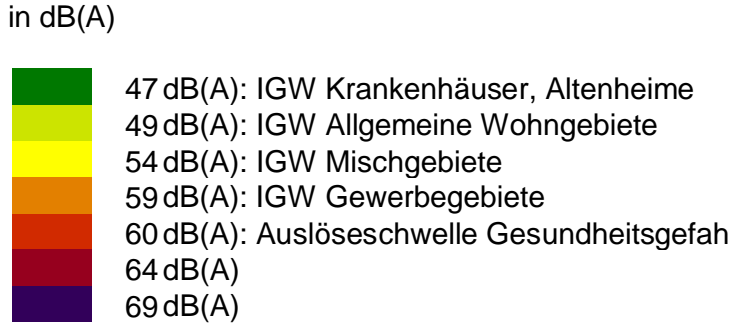 in dB(A)
47 dB(A): IGW Krankenhäuser, Altenheime
49 dB(A): IGW Allgemeine Wohngebiete
54 dB(A): IGW Mischgebiete
59 dB(A): IGW Gewerbegebiete
60 dB(A): Auslöseschwelle Gesundheitsgefah
64 dB(A)
69 dB(A)